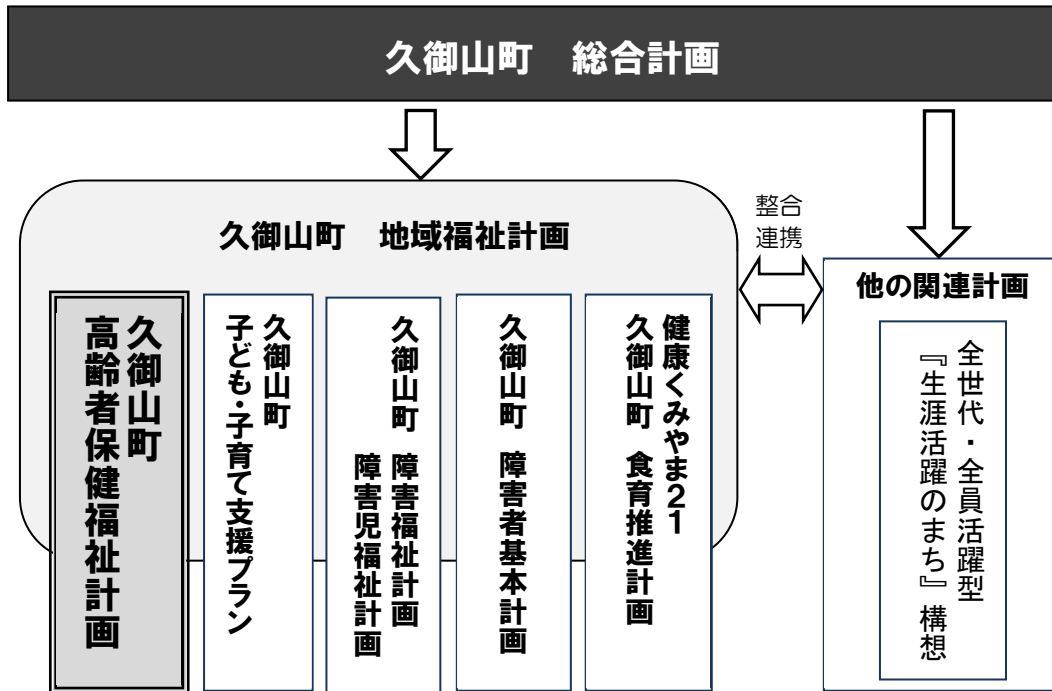 久御山町　総合計画
久御山町　地域福祉計画
整合
連携
他の関連計画
久御山町
高齢者保健福祉計画
久御山町
子ども・子育て支援プラン
久御山町　障害福祉計画
障害児福祉計画
久御山町　障害者基本計画
健康くみやま２１
久御山町　食育推進計画
全世代・全員活躍型
『生涯活躍のまち』構想